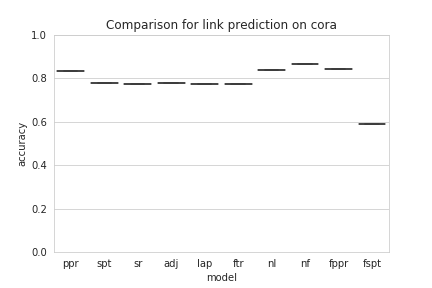 Comparison for link prediction on cora
1.0
0.8
0.6
0.4
0.2
0.0
accuracy
ppr spt sr adj lap ftr nl nf fppr fspt
model